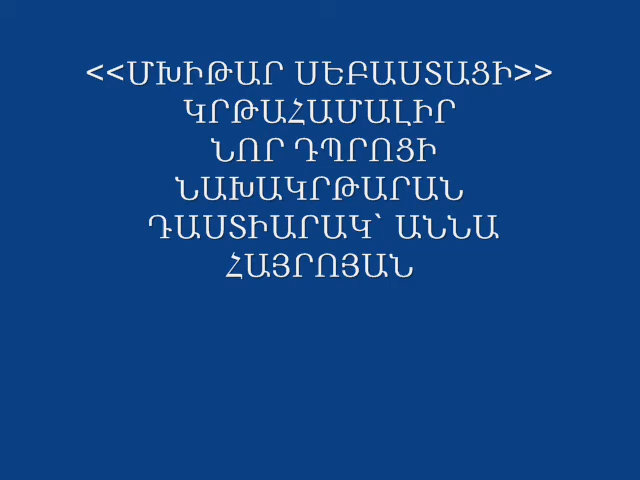 <<ՄԽԻԹԱՐ ՍԵԲԱՍՏԱՑԻ>>
ԿՐԹԱՀԱՄԱԼԻՐ
ՆՈՐ ԴՊՐՈՑԻ
ՆԱԽԱԿՐԹԱՐԱՆ
ԴԱՍՏԻԱՐԱԿ՝ ԱՆՆԱ
ՀԱՅՐՈՅԱՆ